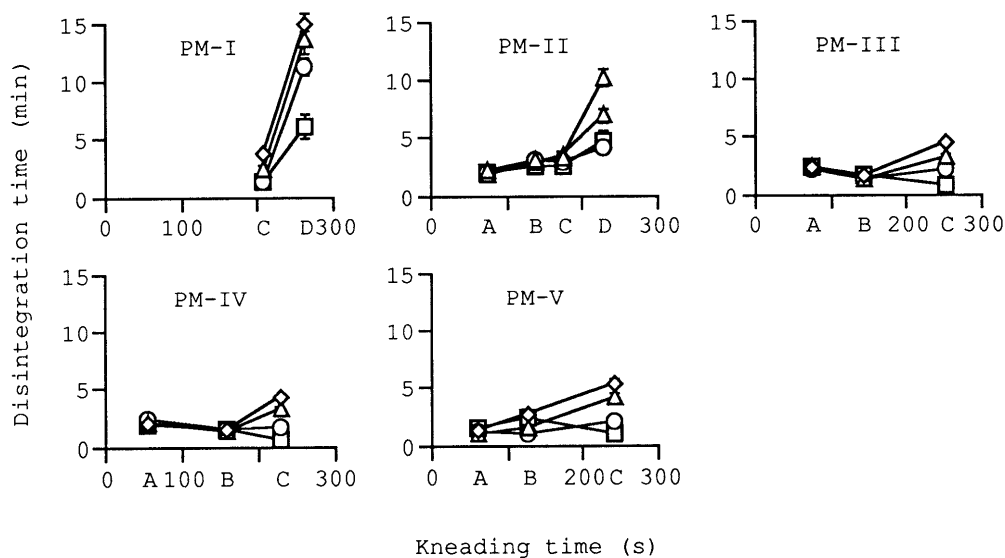 Disintegration time (min)
PM-I
15
10
5
0
0 100 C D 300
PM-II
15
10
5
0
0 A B C D 300
PM-III
15
10
5
0
0 A B 200 C 300
PM-IV
15
10
5
0
0 A 100 B C 300
PM-V
15
10
5
0
0 A B 200 C 300
Kneading time (s)